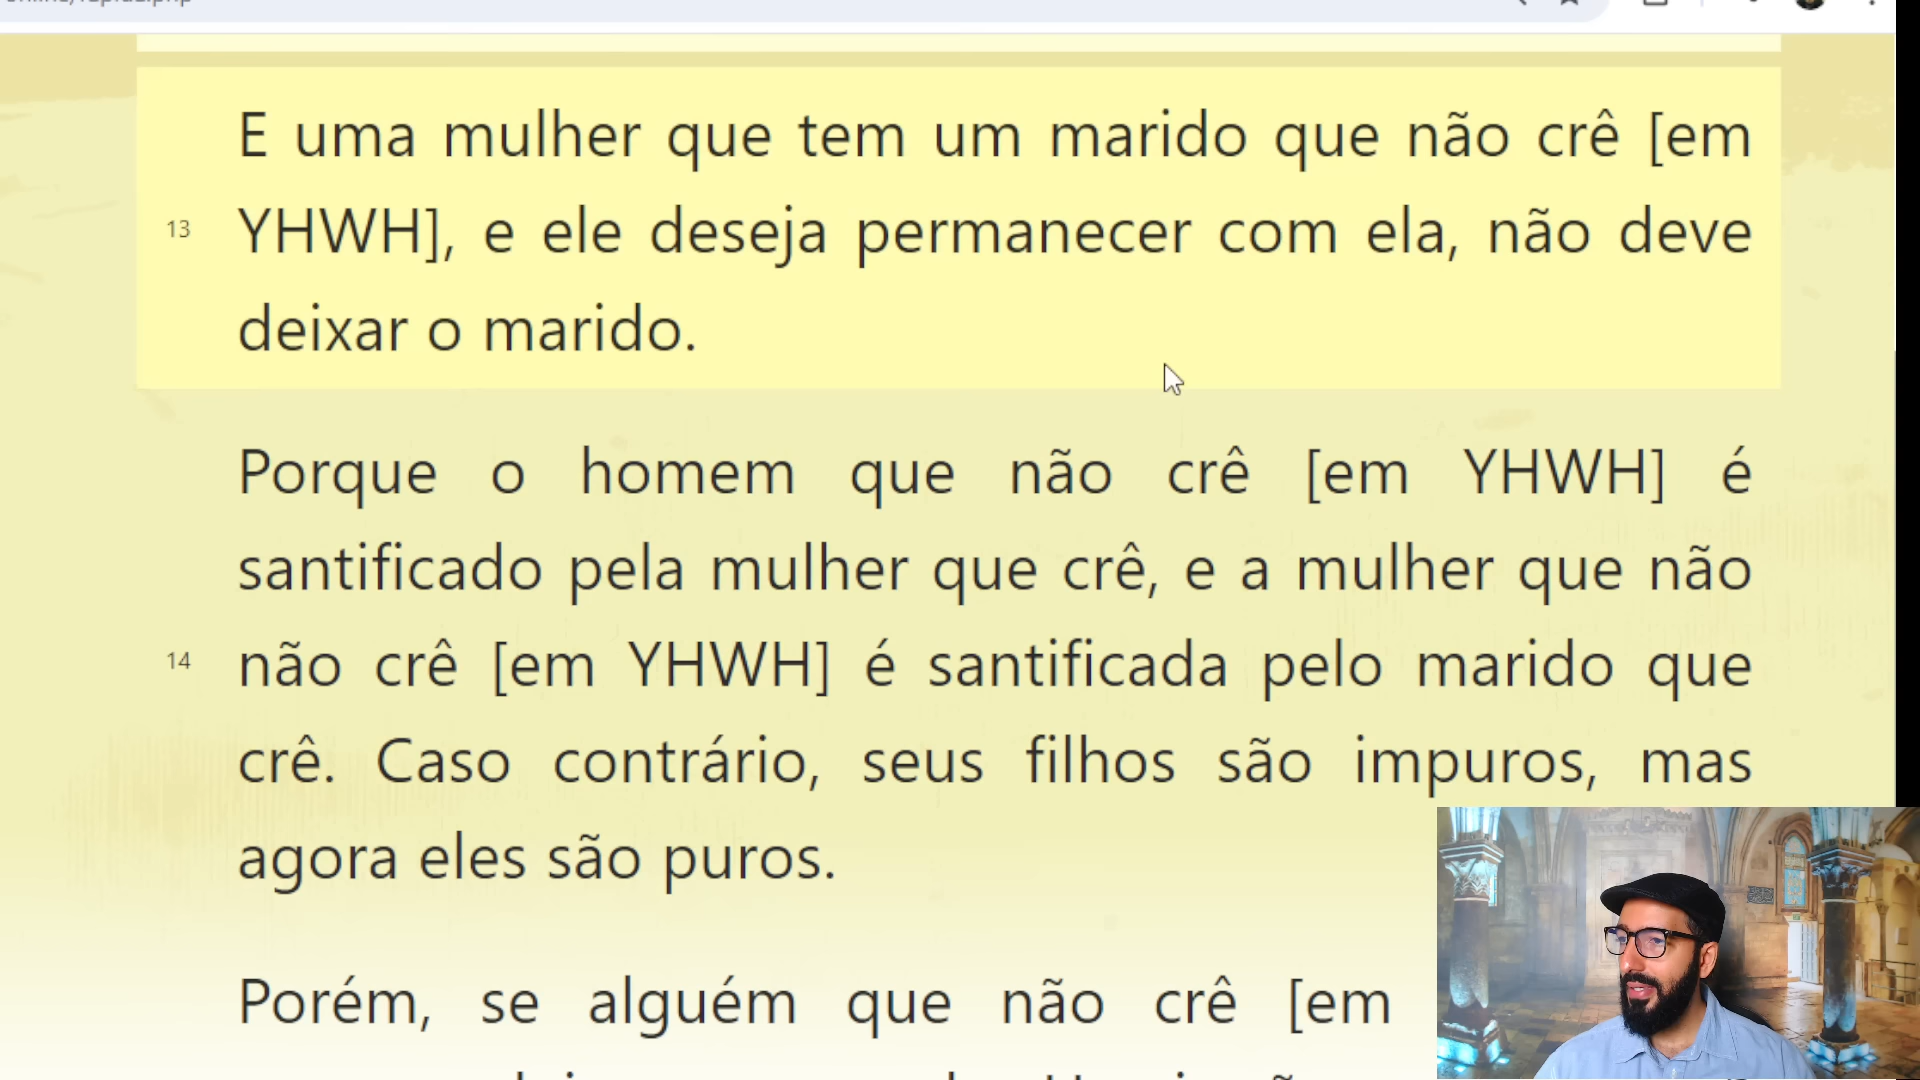 E uma mulher que tem um marido que não crê [em
13 YHWH], e ele deseja permanecer com ela, não deve
deixar o marido.
Porque o homem que não crê [em YHWH] é
santificado pela mulher que crê, e a mulher que não
14 não crê [em YHWH] é santificada pelo marido que
crê. Caso contrário, seus filhos são impuros, mas
agora eles são puros.
Porém, se alguém que não crê [em